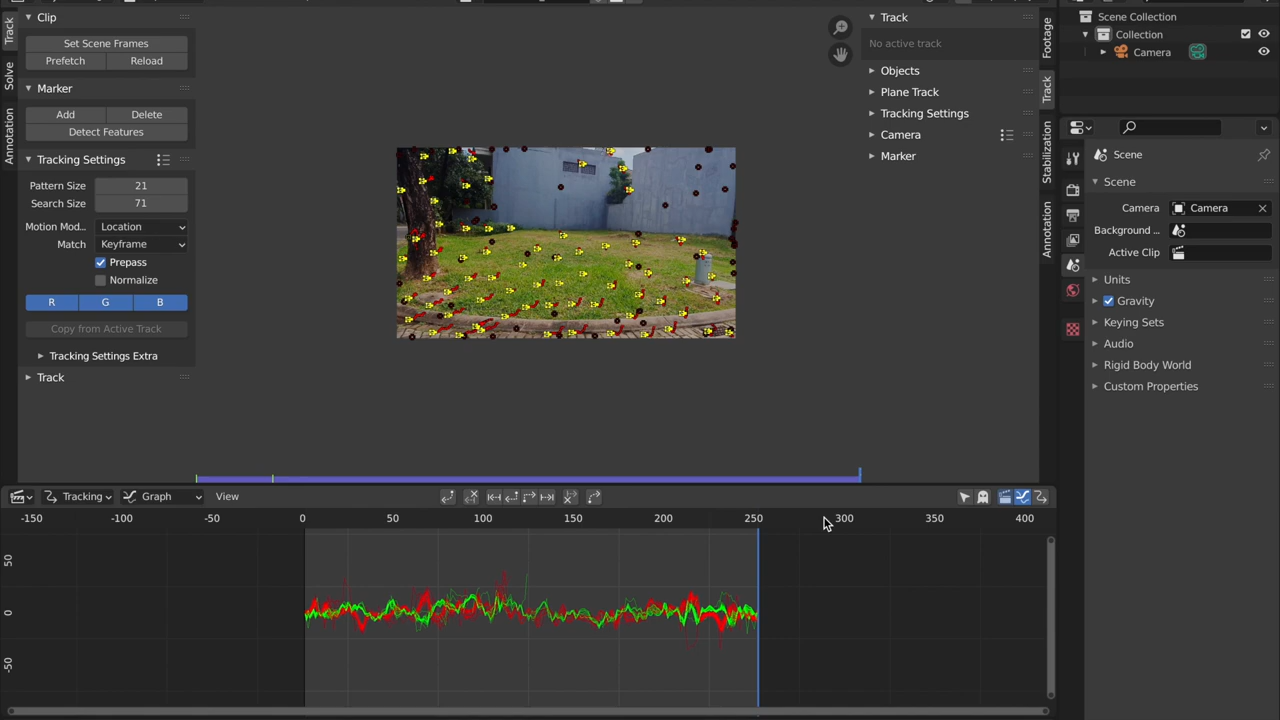 Track
Solve
Annotation
Clip
Set Scene Frames
Prefetch Reload
Marker
Add Delete
Detect Features
Tracking Settings
Pattern Size 21
Search Size 71
Motion Mod... Location
Match Keyframe
Prepass
Normalize
R G B
Copy from Active Track
Tracking Settings Extra
Track
Track
No active track
Objects
Plane Track
Tracking Settings
Camera
Marker
Footage
Track
Stabilization
Annotation
Scene Collection
Collection
Camera
Scene
Scene
Camera Camera
Background ...
Active Clip
Units
Gravity
Keying Sets
Audio
Rigid Body World
Custom Properties
Tracking Graph View
-150 -100 -50 0 50 100 150 200 250 300 350 400
50
0
-50